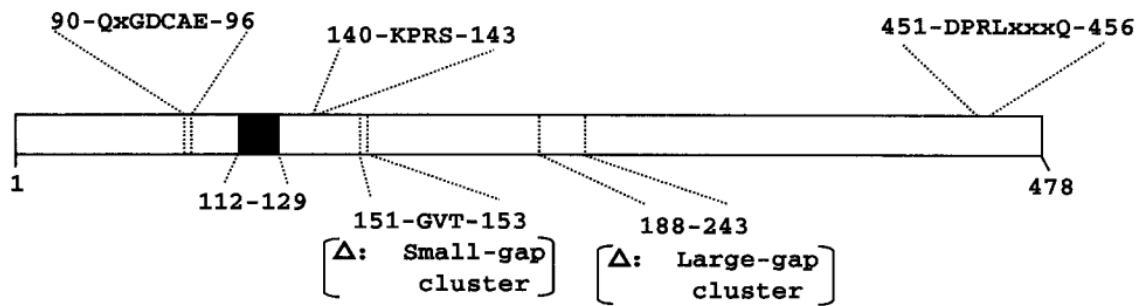 90-QxGDCAE-96
140-KPRS-143
451-DPRLxxxQ-456
1
478
112-129
151-GVT-153
188-243
Δ: Small-gap
cluster
Δ: Large-gap
cluster